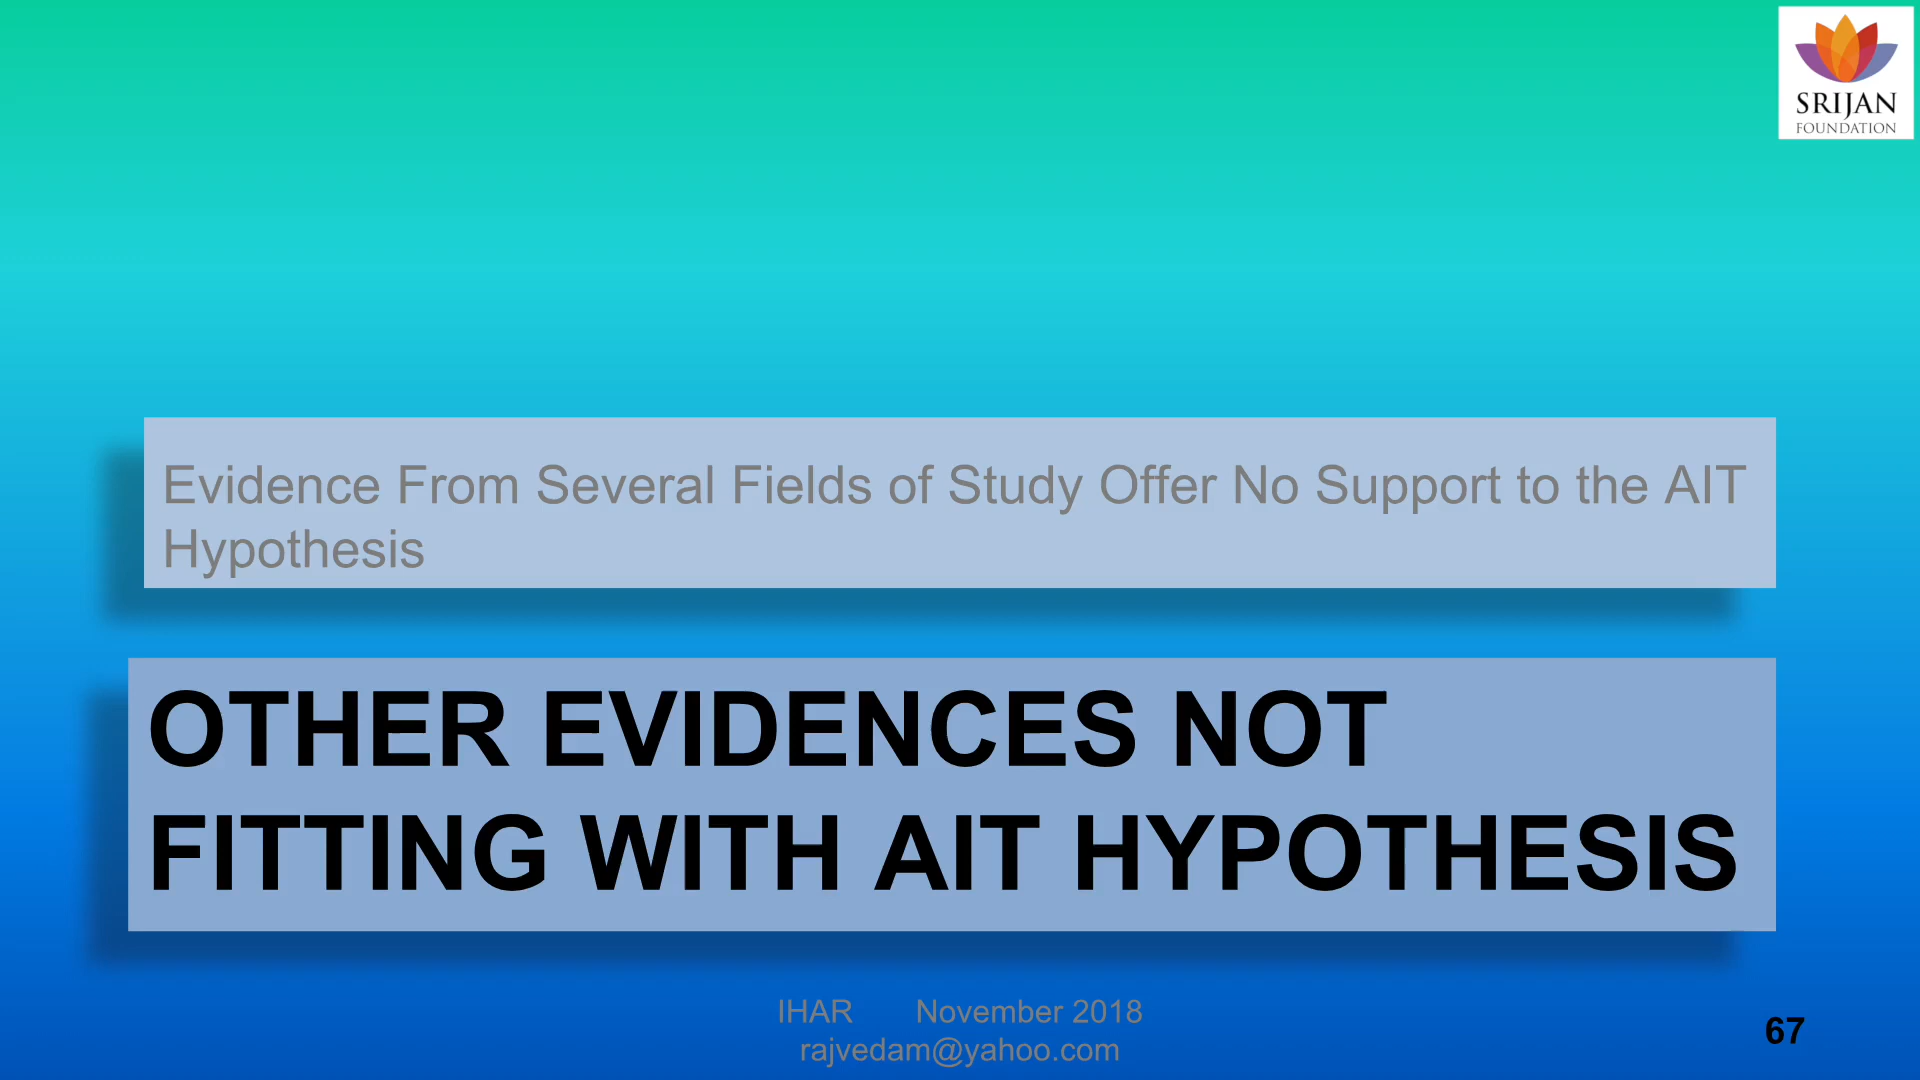 SRIJAN
FOUNDATION
Evidence From Several Fields of Study Offer No Support to the AIT
Hypothesis
OTHER EVIDENCES NOT
FITTING WITH AIT HYPOTHESIS
IHAR November 2018
rajvedam@yahoo.com
67